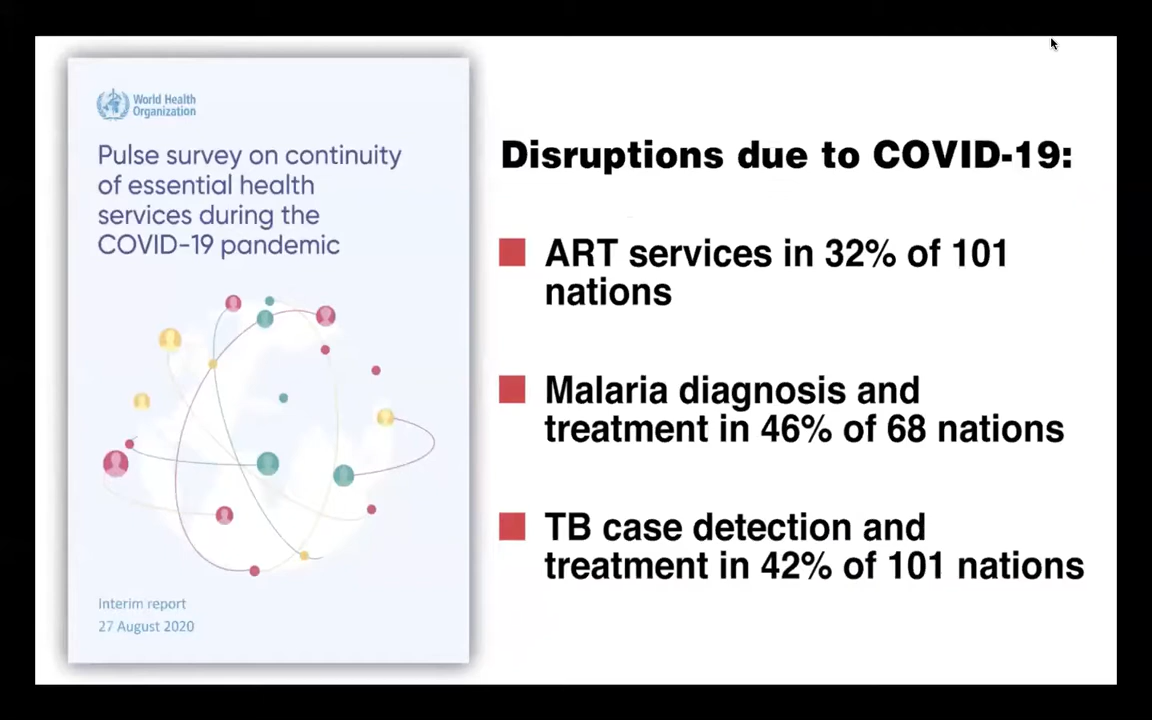 World Health
Organization
Pulse survey on continuity
of essential health
services during the
COVID-19 pandemic
Interim report
27 August 2020
Disruptions due to COVID-19:
ART services in 32% of 101
nations
Malaria diagnosis and
treatment in 46% of 68 nations
TB case detection and
treatment in 42% of 101 nations